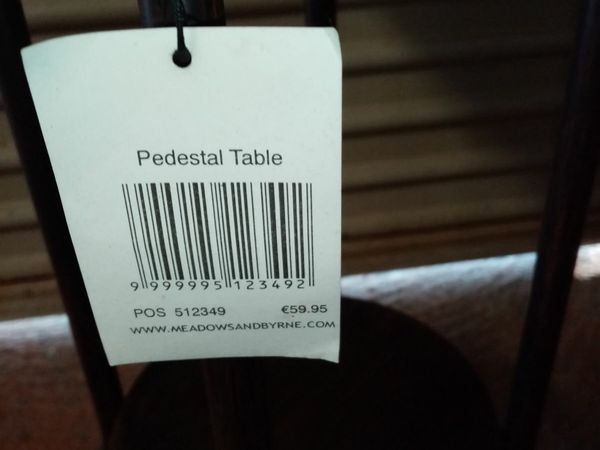 Pedestal Table
9 999995 123492
POS 512349 €59.95
WWW.MEADOWSANDBYRNE.COM